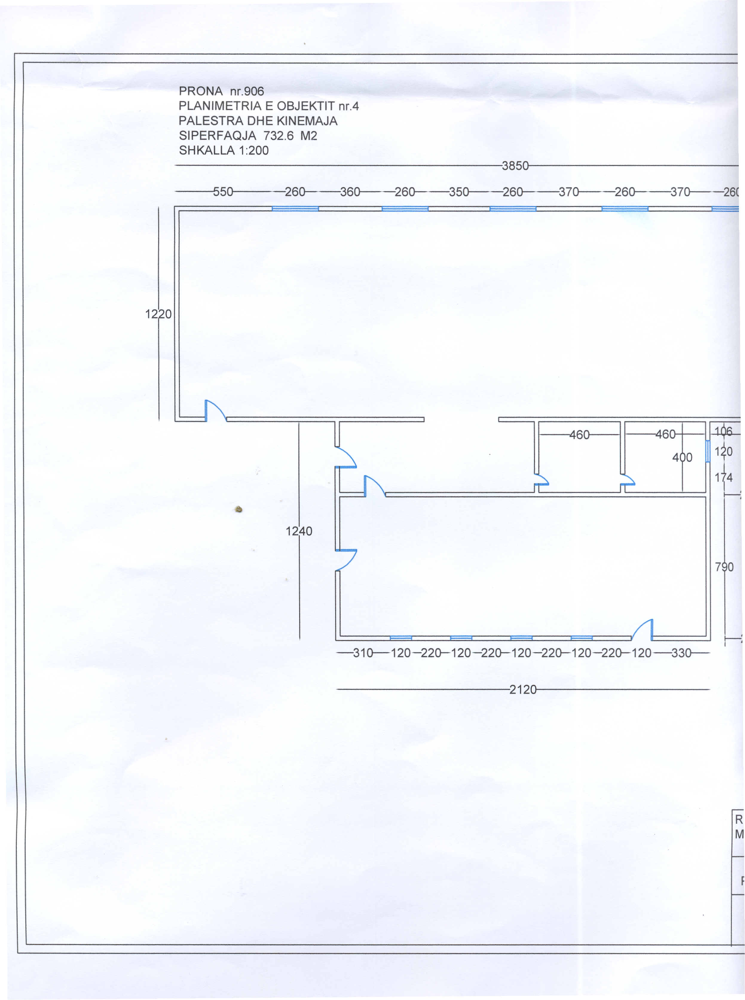 PRONA nr.906
PLANIMETRIA E OBJEKTIT nr.4
PALESTRA DHE KINEMAJA
SIPERFAQJA 732.6 M2
SHKALLA 1:200
3850
550 260 360 260 350 260 370 260 370 260
1220
460 460 106
400 120
174
1240
790
310 120 220 120 220 120 220 120 220 120 330
2120
R
M